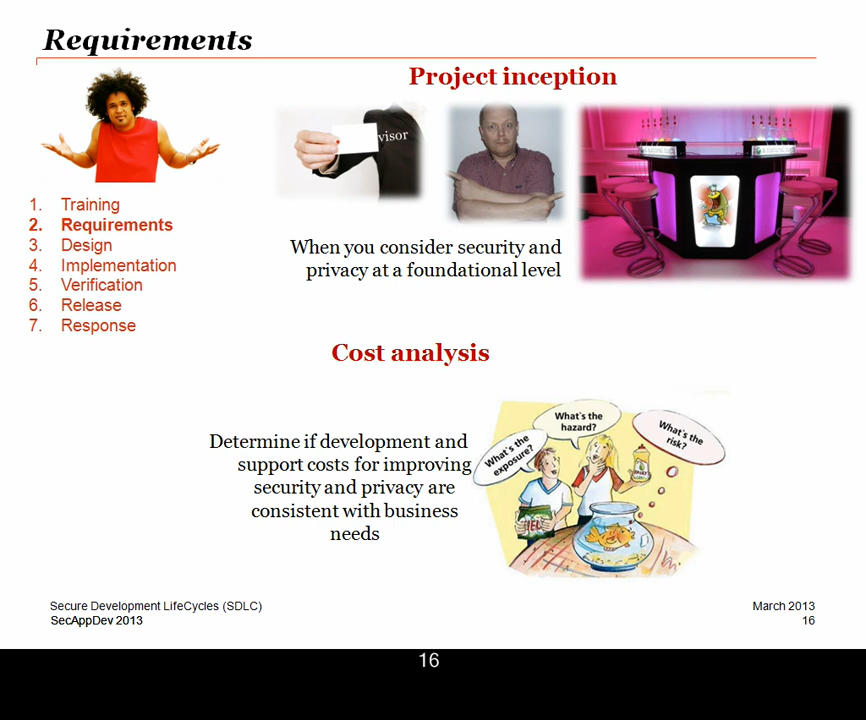 Requirements
Project inception
visor
When you consider security and
privacy at a foundational level
1. Training
2. Requirements
3. Design
4. Implementation
5. Verification
6. Release
7. Response
Cost analysis
Determine if development and
support costs for improving
security and privacy are
consistent with business
needs
What's the
exposure?
What's the
hazard?
What's the
risk?
Secure Development LifeCycles (SDLC)
SecAppDev 2013
March 2013
16
16